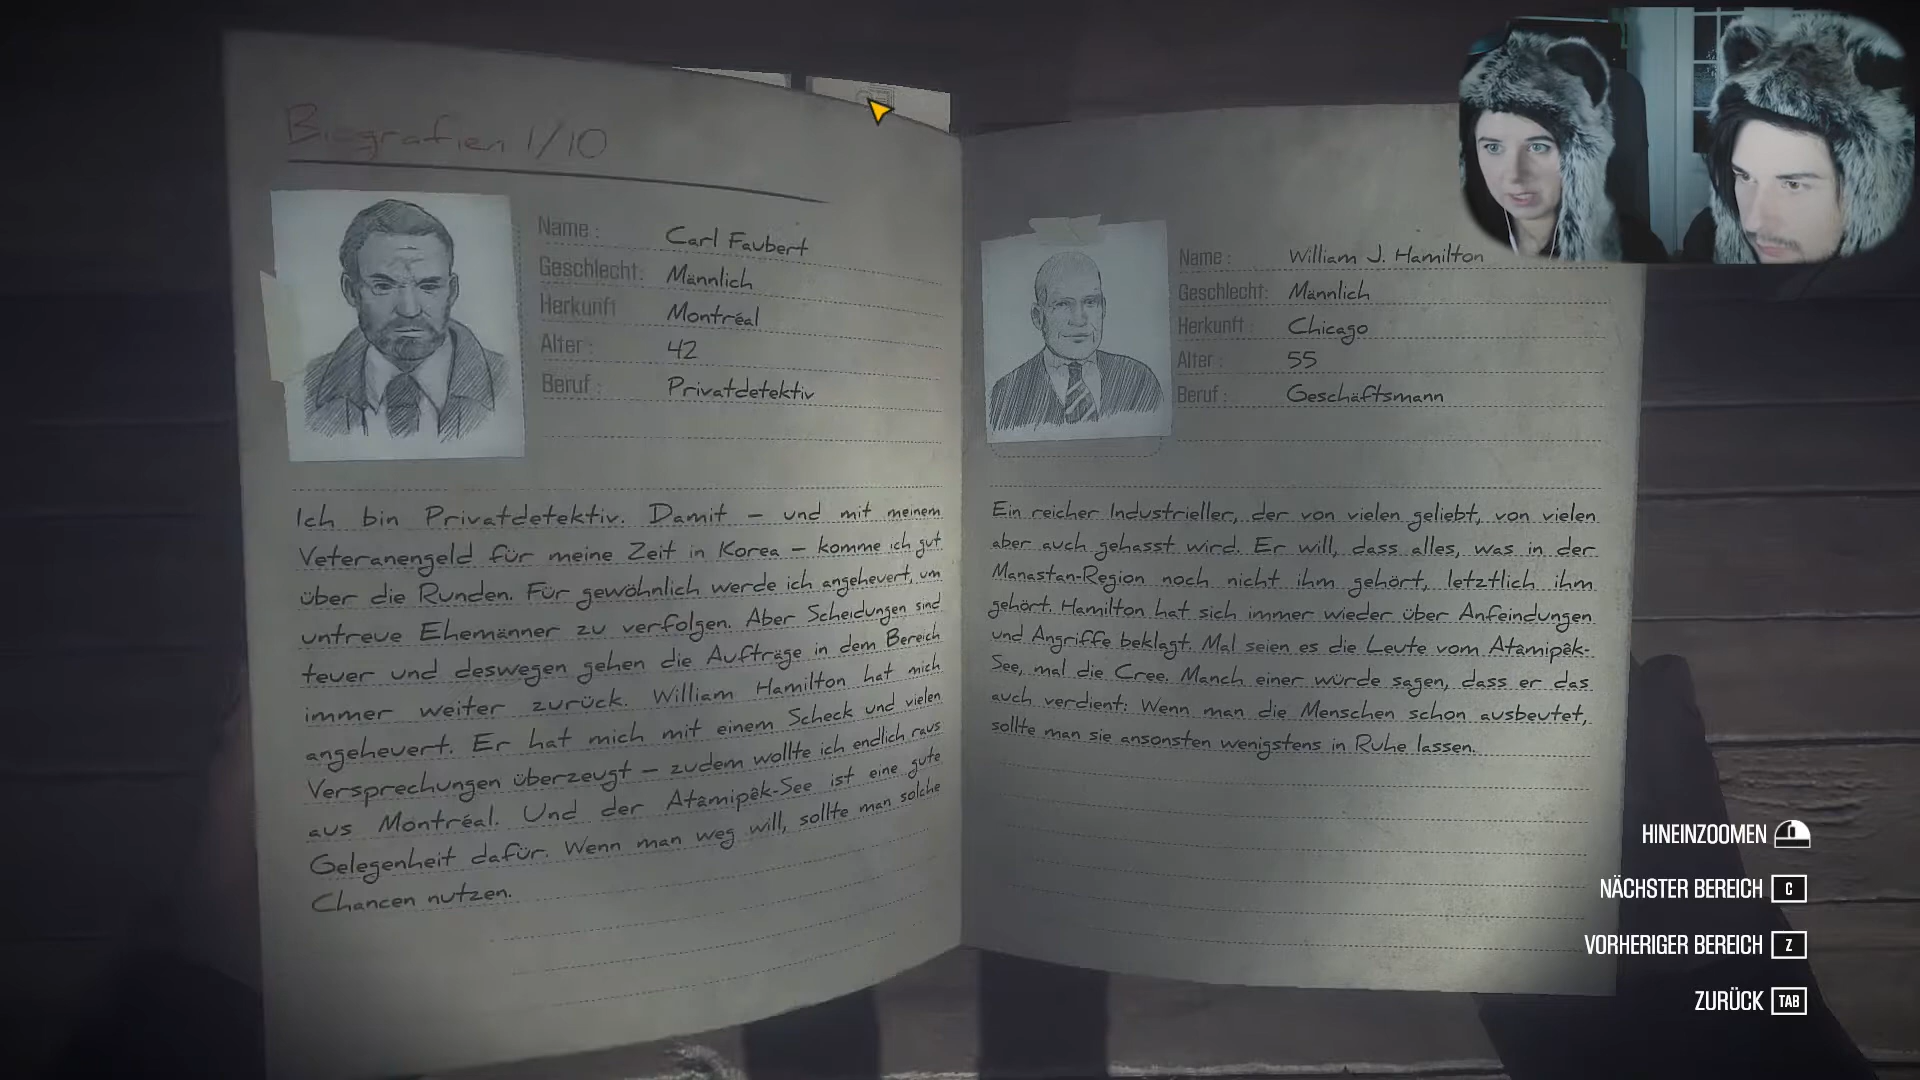 Biografien 1/10
Name: Carl Faubert
Geschlecht: Männlich
Herkunft Montréal
Alter: 42
Beruf: Privatdetektiv
Ich bin Privatdetektiv. Damit – und mit meinem
Veteranengeld für meine Zeit in Korea – komme ich gut
über die Runden. Für gewöhnlich werde ich angeheuert, um
untreue Ehemänner zu verfolgen. Aber Scheidungen sind
teuer und deswegen gehen die Aufträge in dem Bereich
immer weiter zurück. William Hamilton hat mich
angeheuert. Er hat mich mit einem Scheck und vielen
Versprechungen überzeugt – zudem wollte ich endlich raus
aus Montréal. Und der Atamipêk-See ist eine gute
Gelegenheit dafür. Wenn man weg will, sollte man solche
Chancen nutzen.
Name: William J. Hamilton
Geschlecht: Männlich
Herkunft: Chicago
Alter: 55
Beruf: Geschäftsmann
Ein reicher Industrieller, der von vielen geliebt, von vielen
aber auch gehasst wird. Er will, dass alles, was in der
Manastan-Region noch nicht ihm gehört, letztlich ihm
gehört. Hamilton hat sich immer wieder über Anfeindungen
und Angriffe beklagt. Mal seien es die Leute vom Atamipêk-
See, mal die Cree. Manch einer würde sagen, dass er das
auch verdient: Wenn man die Menschen schon ausbeutet,
sollte man sie ansonsten wenigstens in Ruhe lassen.
HINEINZOOMEN
NÄCHSTER BEREICH C
VORHERIGER BEREICH Z
ZURÜCK TAB